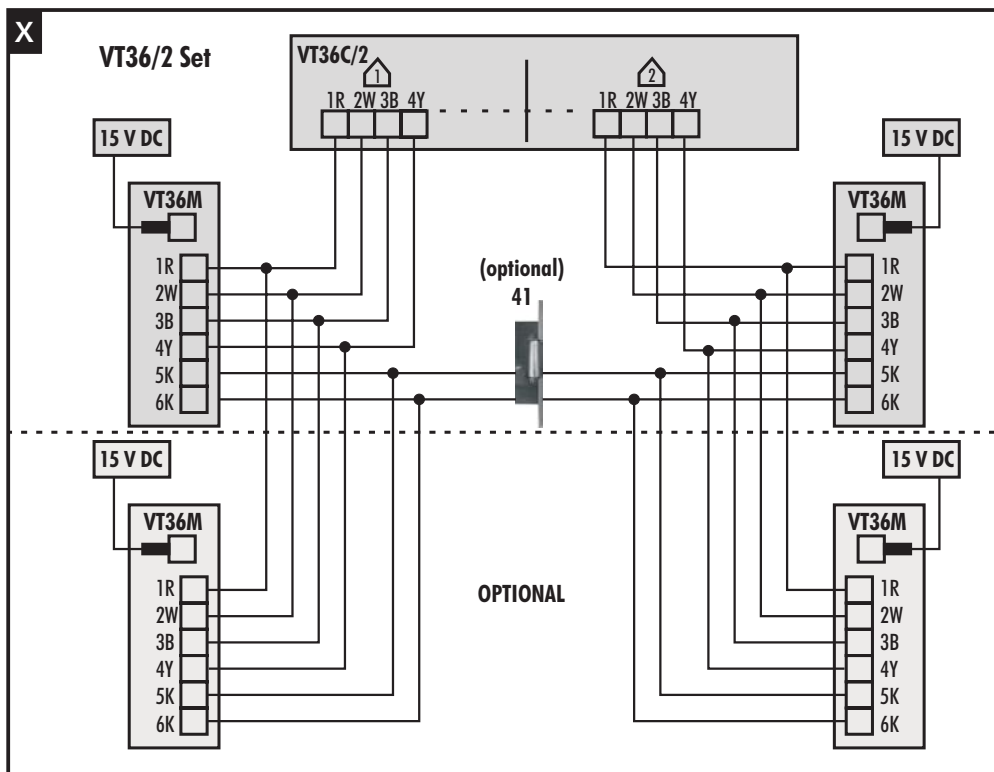 X
VT36/2 Set
VT36C/2
1
2
1R 2W 3B 4Y
1R 2W 3B 4Y
15 V DC
15 V DC
VT36M
1R
2W
3B
4Y
5K
6K
(optional)
41
VT36M
1R
2W
3B
4Y
5K
6K
15 V DC
15 V DC
VT36M
1R
2W
3B
4Y
5K
6K
OPTIONAL
VT36M
1R
2W
3B
4Y
5K
6K